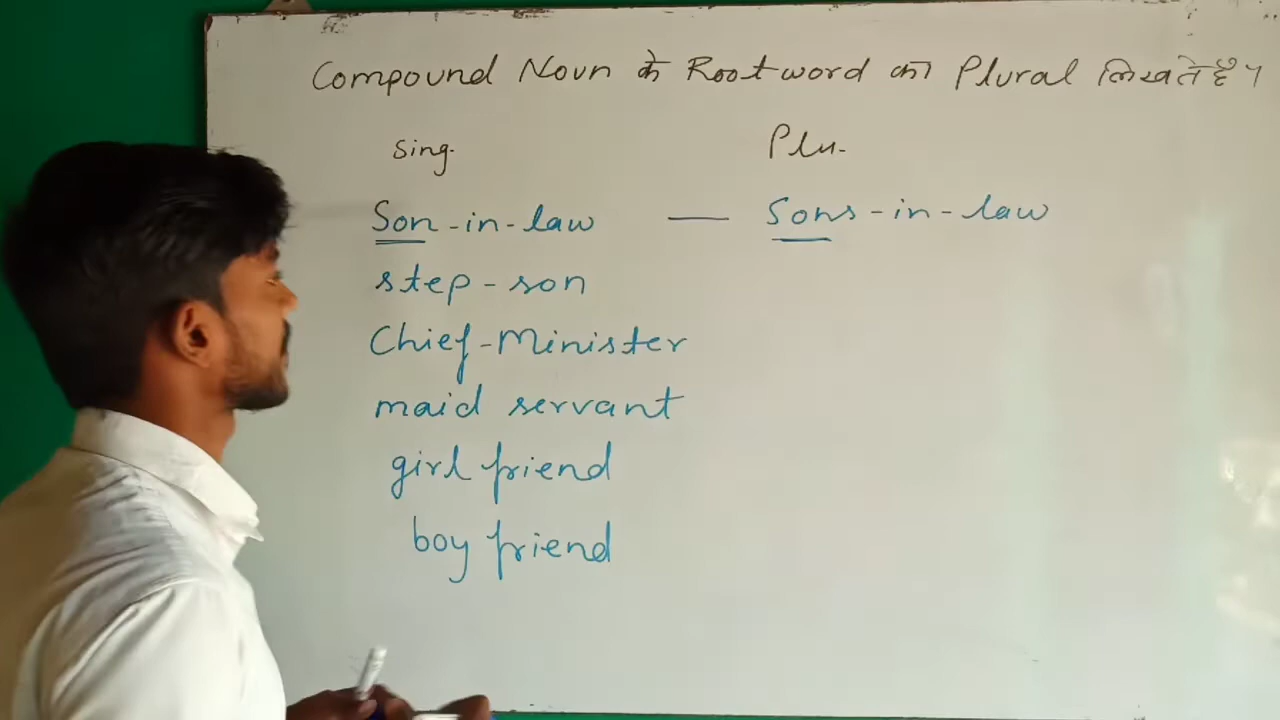 Compound Noun के Rootword को Plural लिखते हैं।
Sing. Plu.
Son-in-law — Sons-in-law
step-son
Chief-Minister
maid servant
girl friend
boy friend